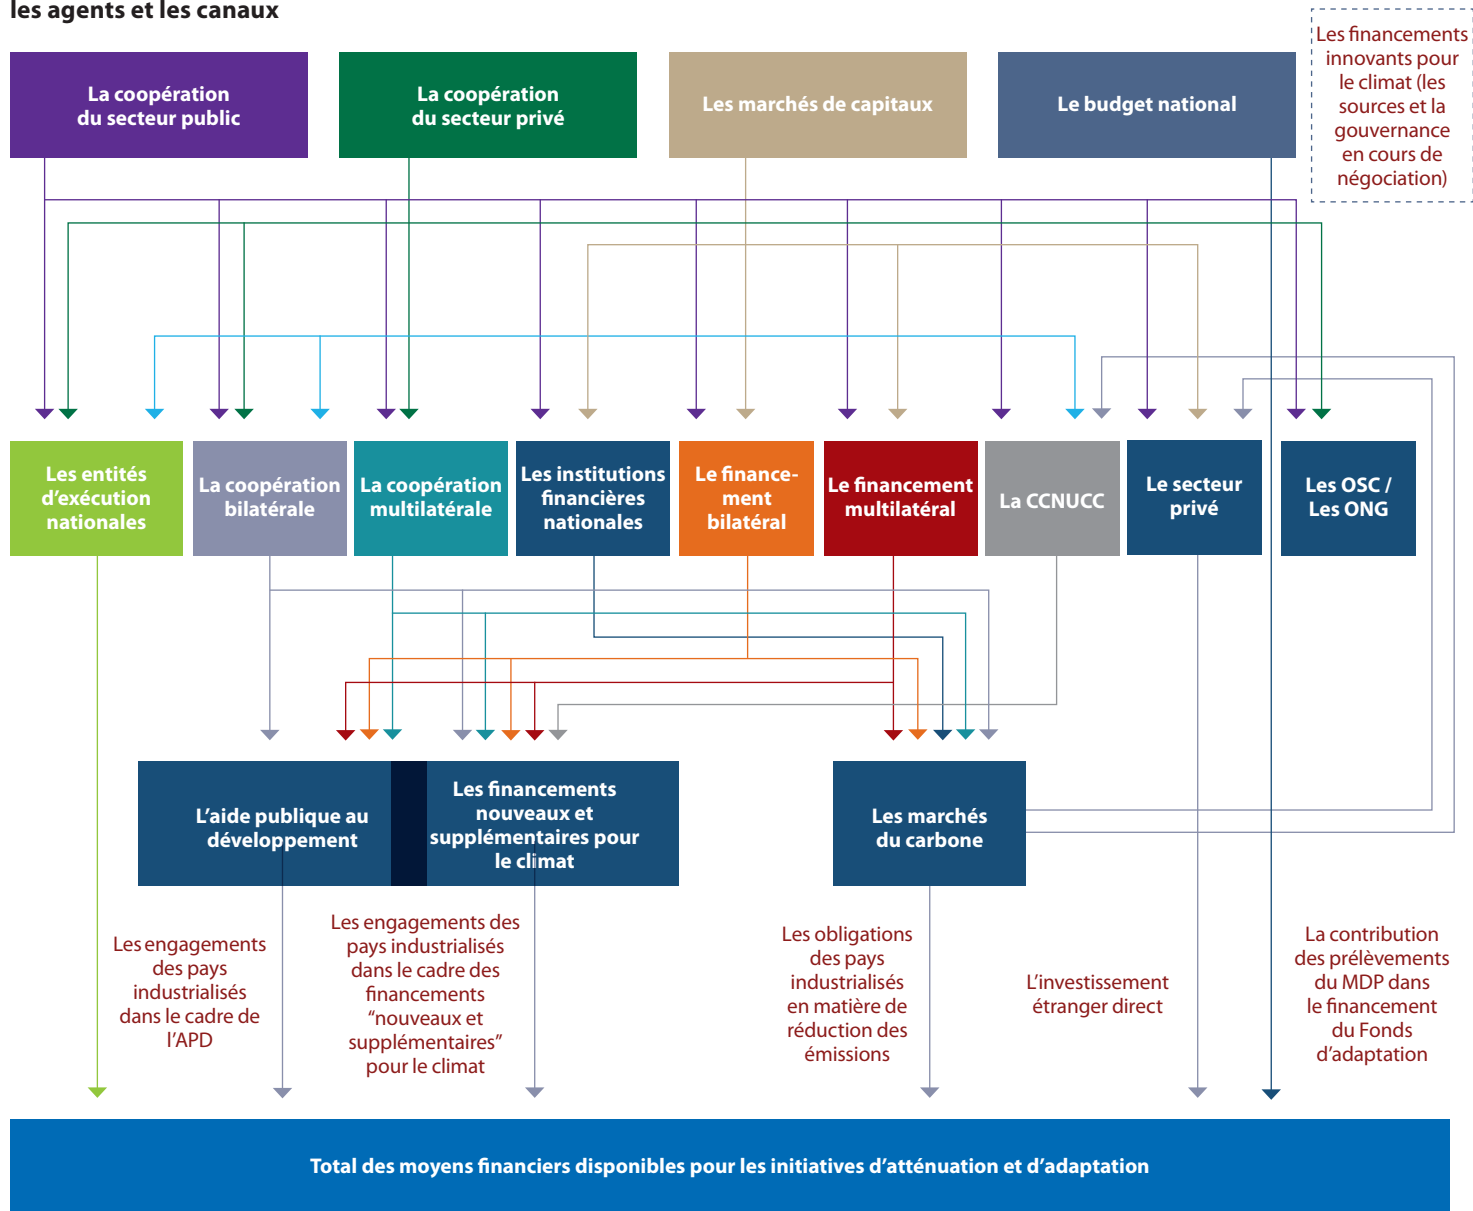 les agents et les canaux
La coopération
du secteur public
La coopération
du secteur privé
Les marchés de capitaux
Le budget national
Les financements
innovants pour
le climat (les
sources et la
gouvernance
en cours de
négociation)
Les entités
d’exécution
nationales
La coopération
bilatérale
La coopération
multilatérale
Les institutions
financières
nationales
Le finance-
ment
bilatéral
Le financement
multilatéral
La CCNUCC
Le secteur
privé
Les OSC /
Les ONG
L’aide publique au
développement
Les financements
nouveaux et
supplémentaires pour
le climat
Les marchés
du carbone
Les engagements
des pays
industrialisés
dans le cadre de
l’APD
Les engagements des
pays industrialisés
dans le cadre des
financements
“nouveaux et
supplémentaires”
pour le climat
Les obligations
des pays
industrialisés
en matière de
réduction des
émissions
L’investissement
étranger direct
La contribution
des prélèvements
du MDP dans
le financement
du Fonds
d’adaptation
Total des moyens financiers disponibles pour les initiatives d’atténuation et d’adaptation